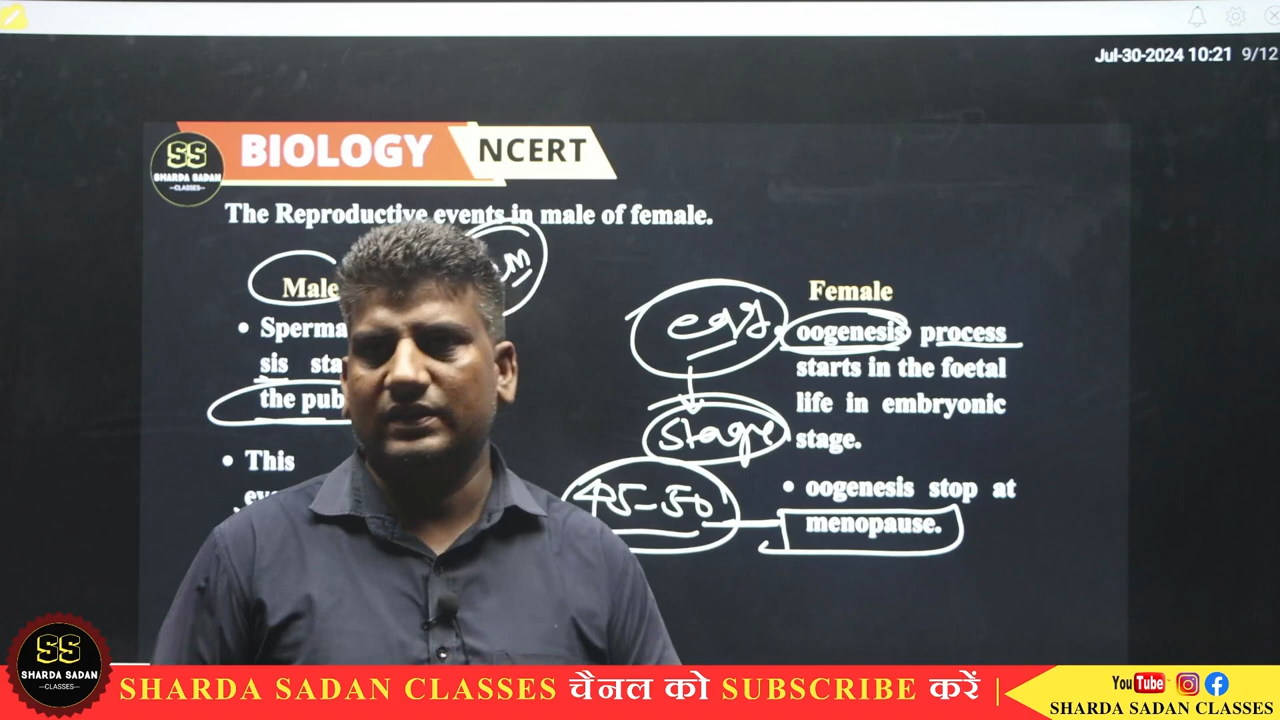 Jul-30-2024 10:21 9/12
BIOLOGY NCERT
SS
SHARDA SADAN
—CLASSES—
The Reproductive events in male of female.
Male
• Sperma
sis sta
the pub
• This
Female
oogenesis process
starts in the foetal
life in embryonic
stage.
• oogenesis stop at
menopause.
egg
stage
45-50
SS
SHARDA SADAN
—CLASSES—
SHARDA SADAN CLASSES चैनल को SUBSCRIBE करें |
YouTube
SHARDA SADAN CLASSES